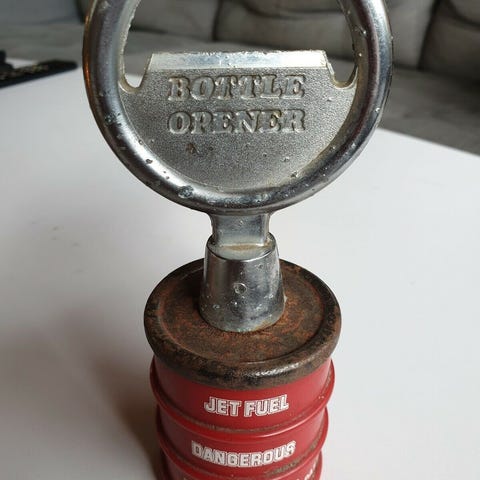 BOTTLE
OPENER
JET FUEL
DANGEROUS